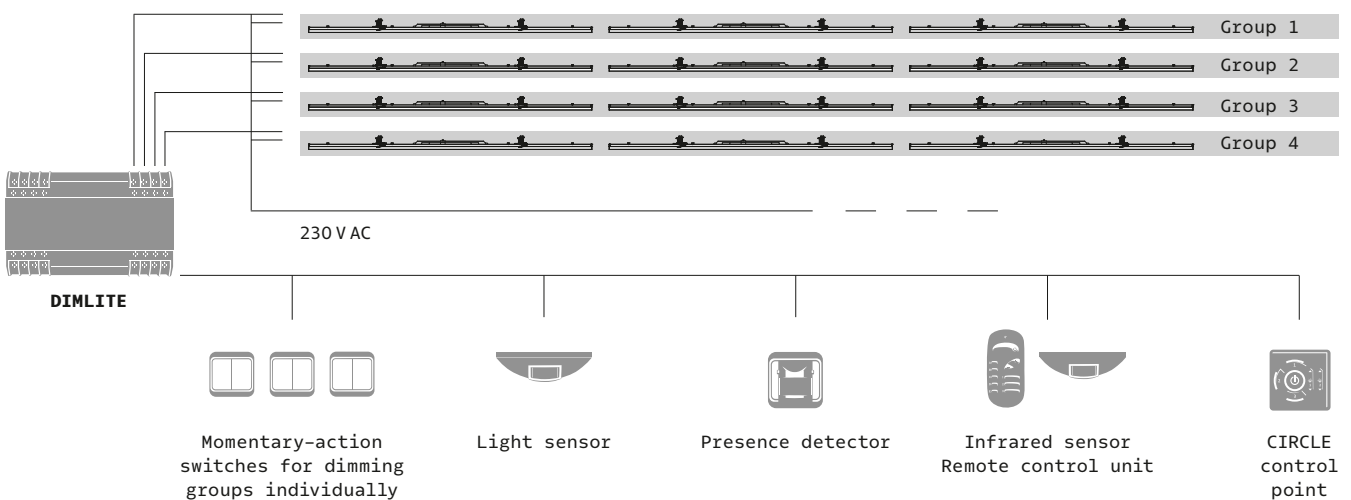 Group 1
Group 2
Group 3
Group 4
230 V AC
DIMLITE
Momentary–action
switches for dimming
groups individually
Light sensor
Presence detector
Infrared sensor
Remote control unit
CIRCLE
control
point